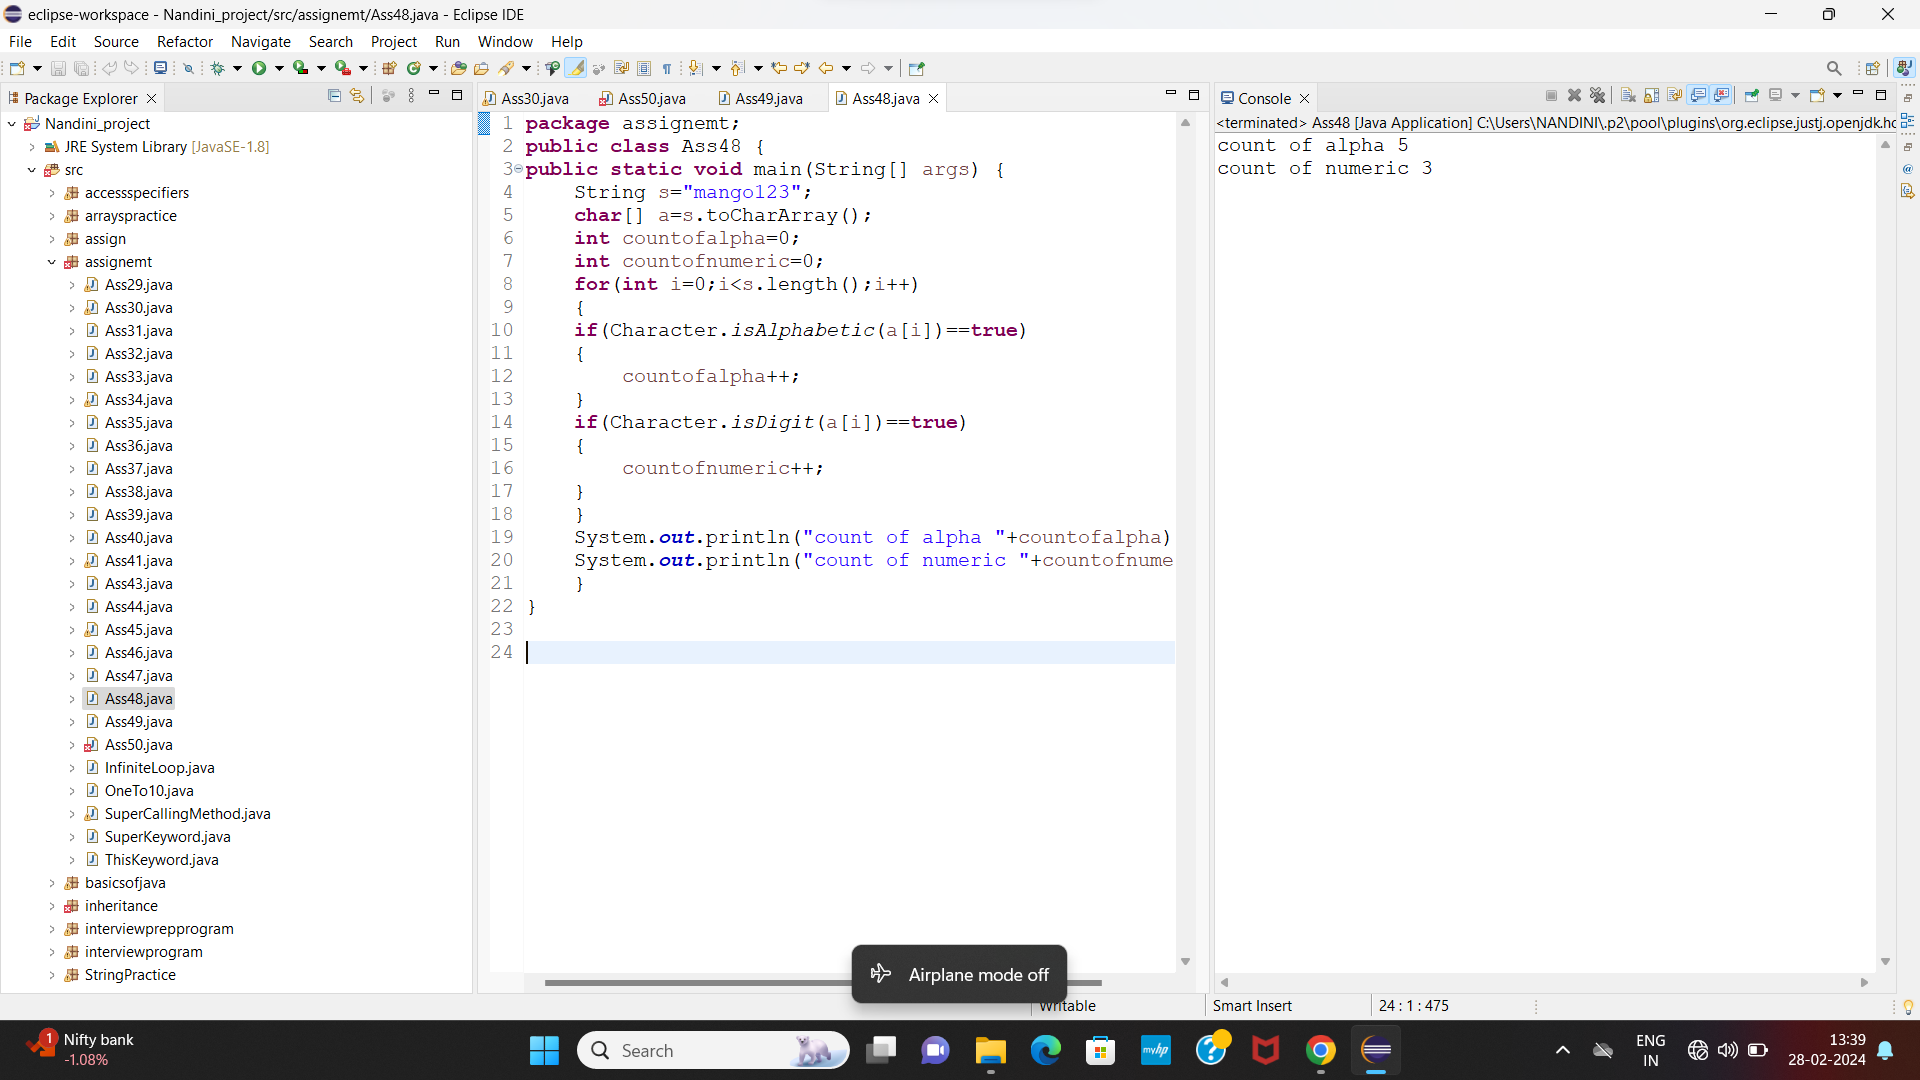 eclipse-workspace - Nandini_project/src/assignemt/Ass48.java - Eclipse IDE
File Edit Source Refactor Navigate Search Project Run Window Help
Package Explorer
Nandini_project
JRE System Library [JavaSE-1.8]
src
accessspecifiers
arrayspractice
assign
assignemt
Ass29.java
Ass30.java
Ass31.java
Ass32.java
Ass33.java
Ass34.java
Ass35.java
Ass36.java
Ass37.java
Ass38.java
Ass39.java
Ass40.java
Ass41.java
Ass43.java
Ass44.java
Ass45.java
Ass46.java
Ass47.java
Ass48.java
Ass49.java
Ass50.java
InfiniteLoop.java
OneTo10.java
SuperCallingMethod.java
SuperKeyword.java
ThisKeyword.java
basicsofjava
inheritance
interviewprepprogram
interviewprogram
StringPractice
Ass30.java Ass50.java Ass49.java Ass48.java
1 package assignemt;
2 public class Ass48 {
3 public static void main(String[] args) {
4 String s="mango123";
5 char[] a=s.toCharArray();
6 int countofalpha=0;
7 int countofnumeric=0;
8 for(int i=0;i<s.length();i++)
9 {
10 if(Character.isAlphabetic(a[i])==true)
11 {
12 countofalpha++;
13 }
14 if(Character.isDigit(a[i])==true)
15 {
16 countofnumeric++;
17 }
18 }
19 System.out.println("count of alpha "+countofalpha)
20 System.out.println("count of numeric "+countofnume
21 }
22 }
23
24
Console
<terminated> Ass48 [Java Application] C:\Users\NANDINI\.p2\pool\plugins\org.eclipse.justj.openjdk.ho
count of alpha 5
count of numeric 3
Airplane mode off
Writable Smart Insert 24 : 1 : 475
1 Nifty bank
-1.08%
Search
myhp
ENG
IN
13:39
28-02-2024